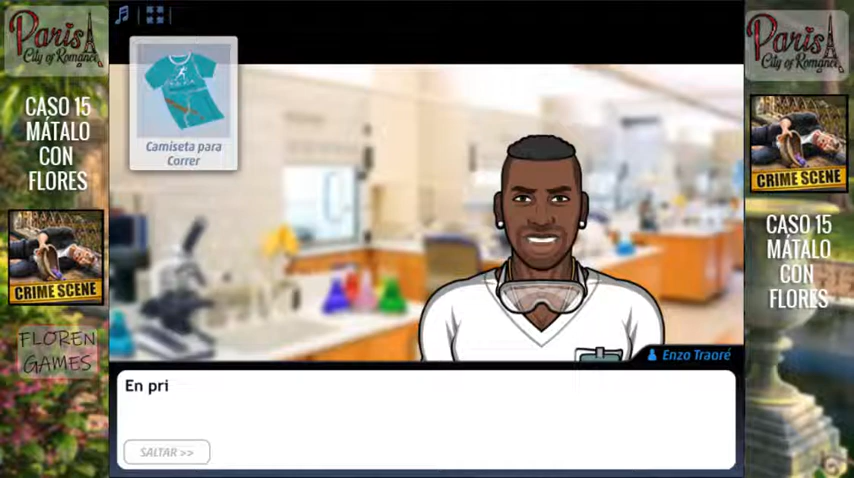 Paris
City of Romance
CASO 15
MÁTALO
CON
FLORES
CRIME SCENE
FLOREN
GAMES
Camiseta para
Correr
Enzo Traoré
En pri
SALTAR >>
Paris
City of Romance
CRIME SCENE
CASO 15
MÁTALO
CON
FLORES